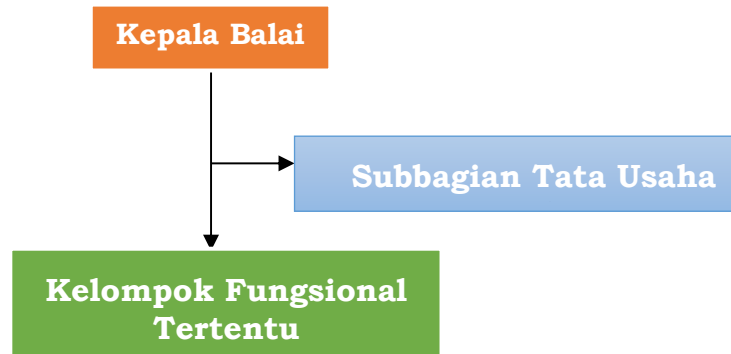 Kepala Balai
Subbagian Tata Usaha
Kelompok Fungsional
Tertentu